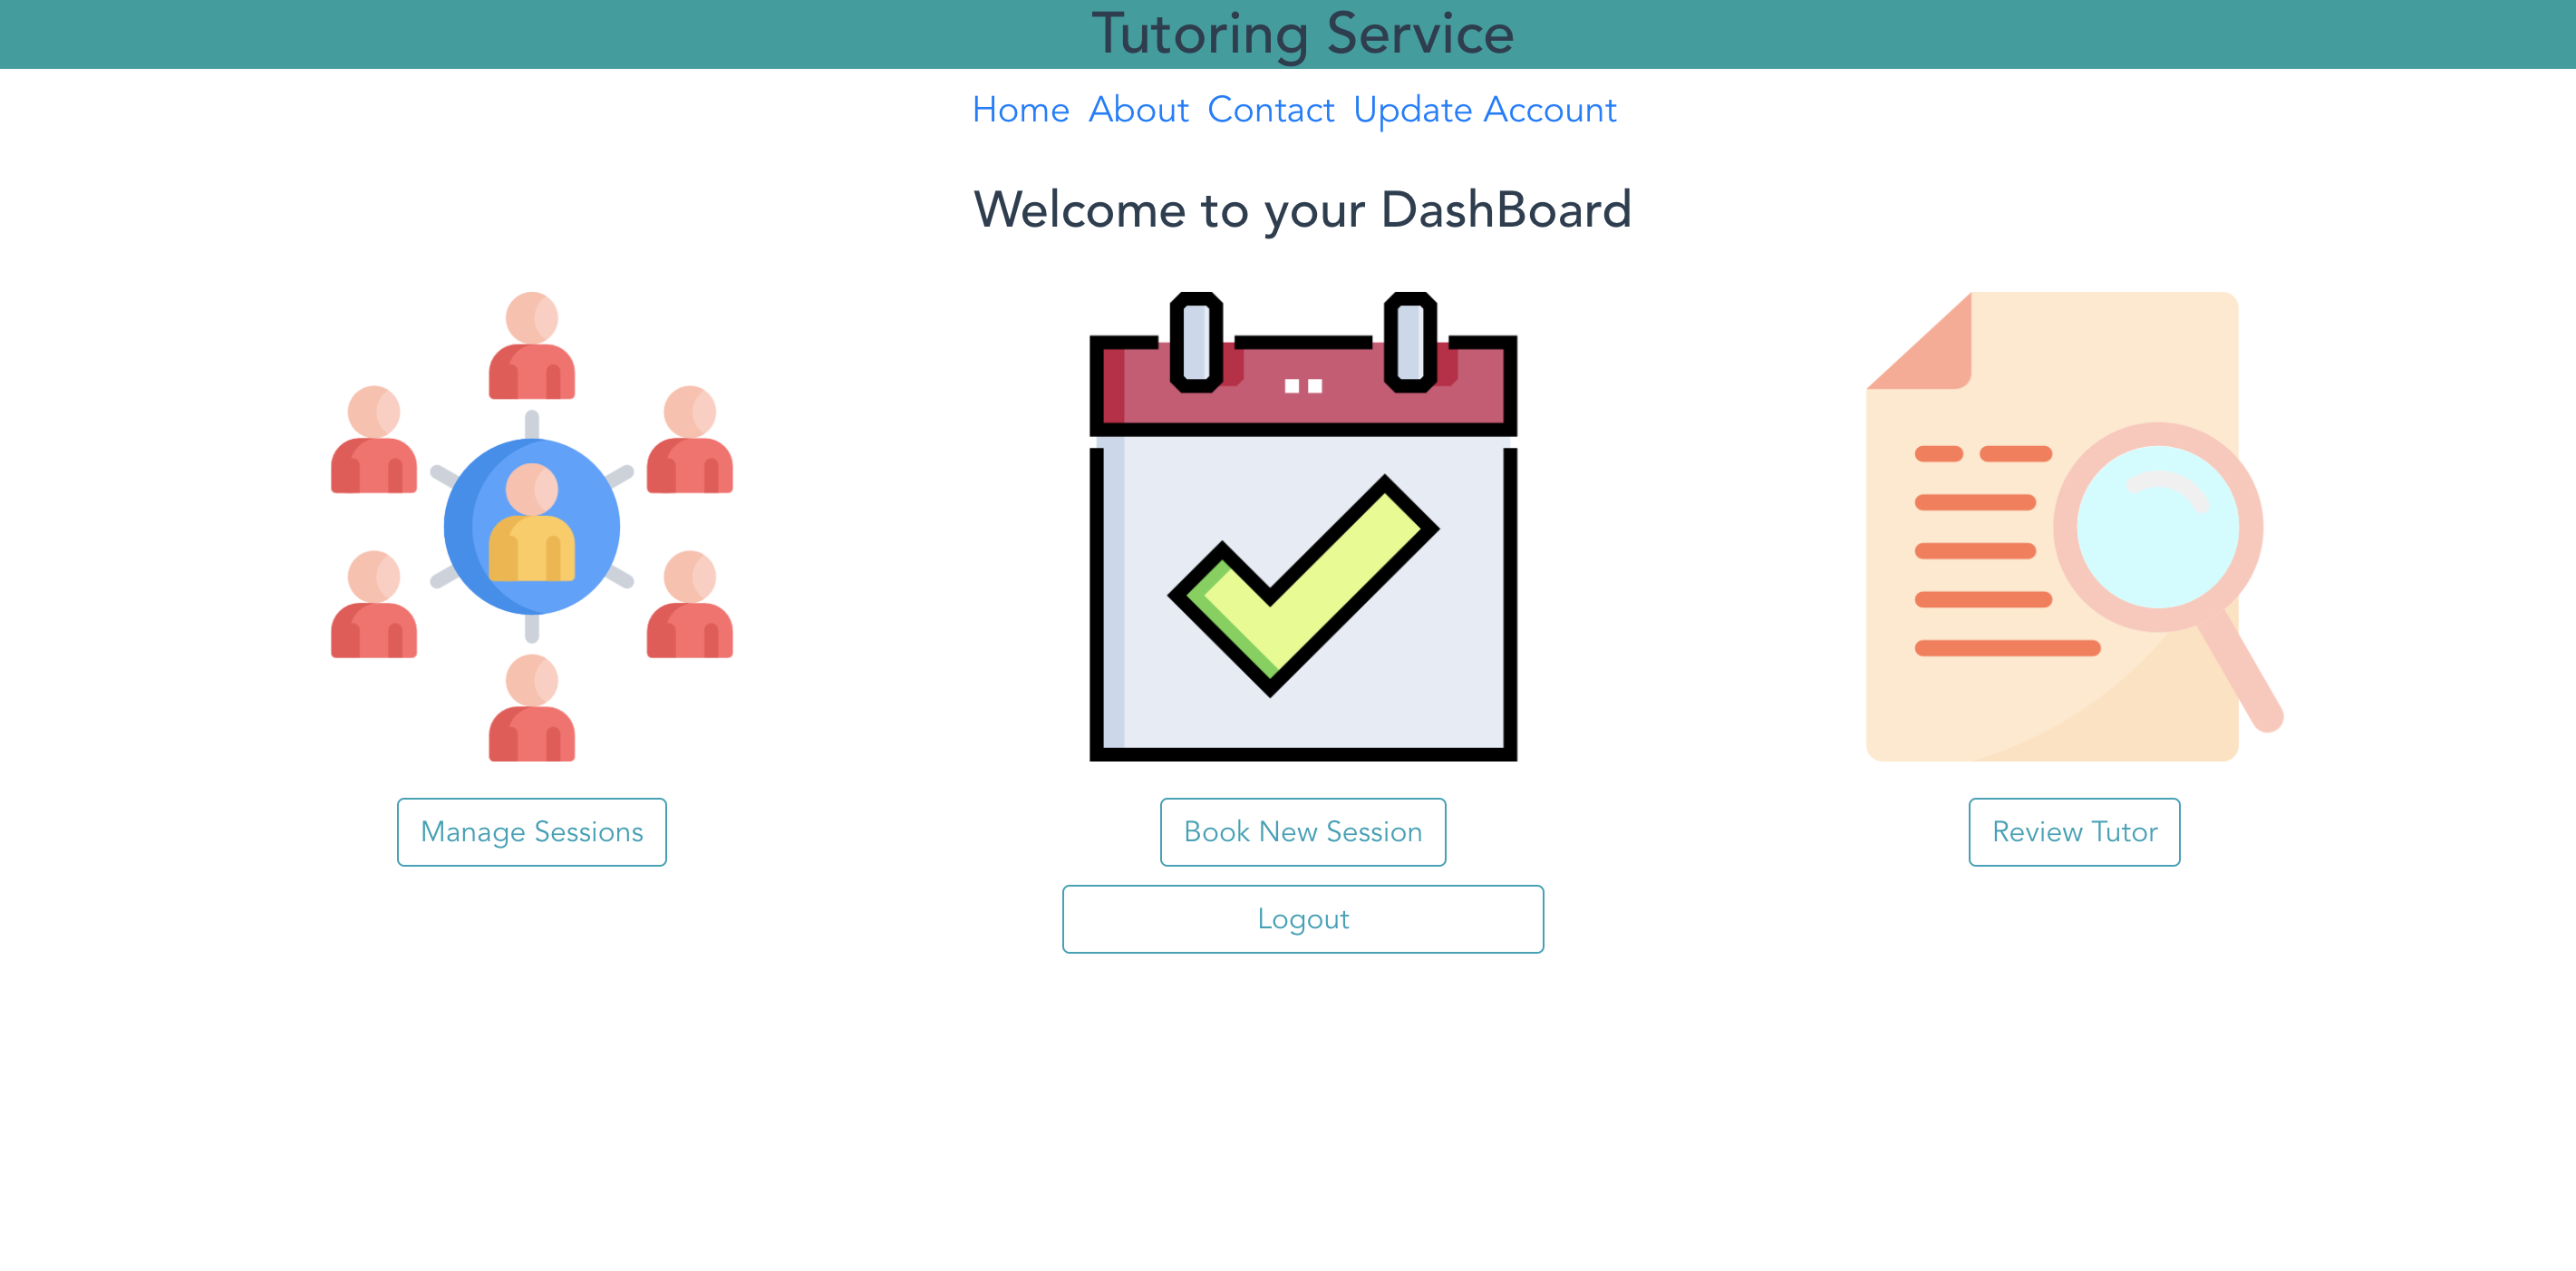 Tutoring Service
Home About Contact Update Account
Welcome to your DashBoard
Manage Sessions
Book New Session
Review Tutor
Logout